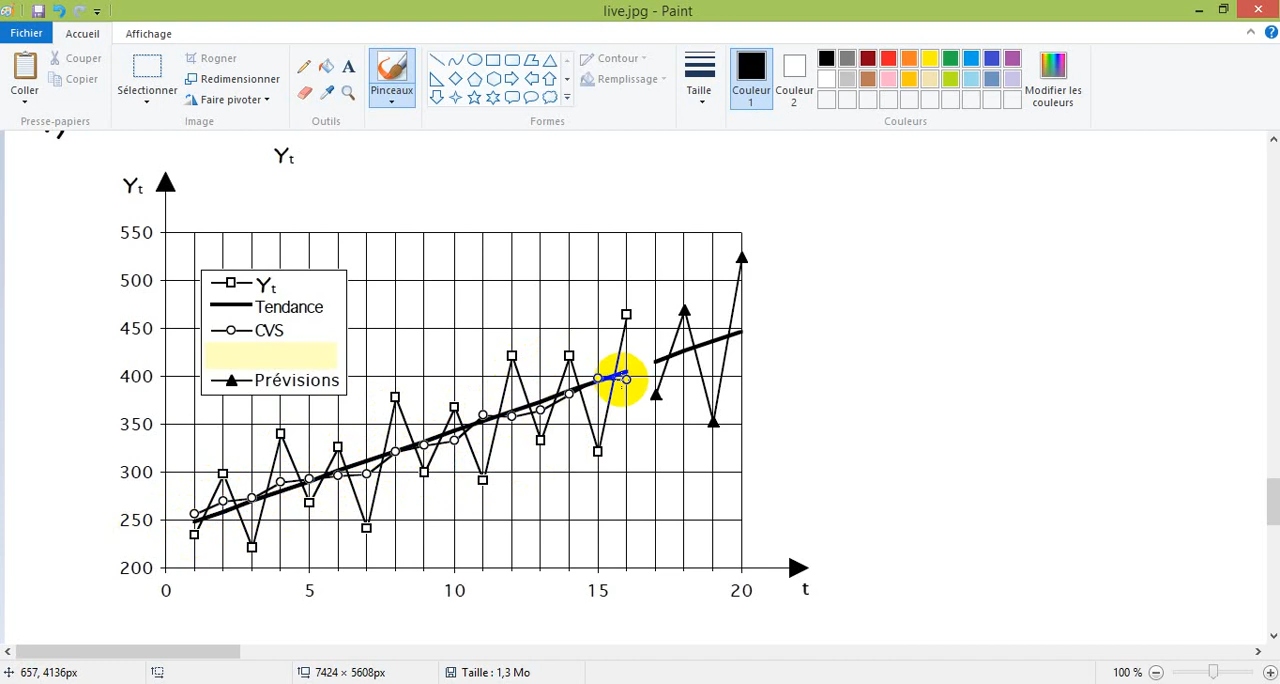 live.jpg - Paint
Fichier Accueil Affichage
Coller
Couper
Copier
Presse-papiers
Sélectionner
Rogner
Redimensionner
Faire pivoter
Image
A
Outils
Pinceaux
Contour
Remplissage
Formes
Taille
Couleur 1
Couleur 2
Modifier les couleurs
Couleurs
Yt
Yt
550
500
450
400
350
300
250
200
Yt
Tendance
CVS
Prévisions
0 5 10 15 20 t
657, 4136px 7424 × 5608px Taille : 1,3 Mo 100 %